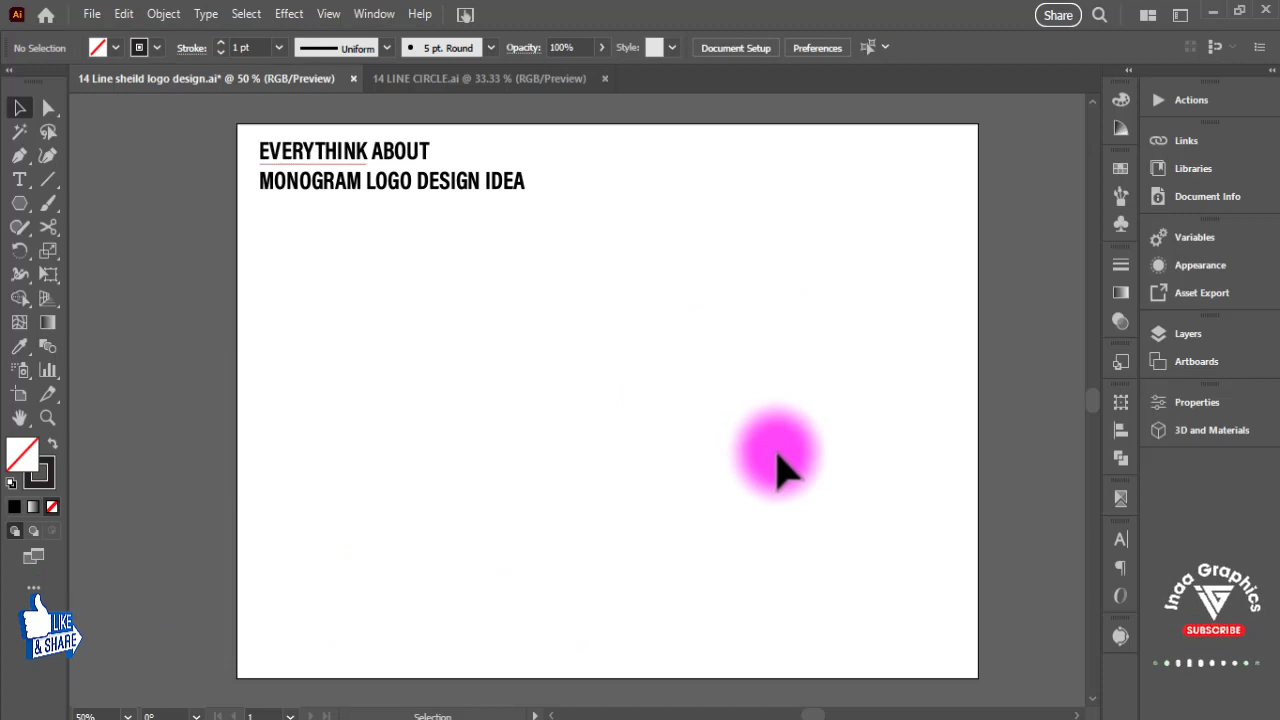 Ai File Edit Object Type Select Effect View Window Help Share
No Selection Stroke: 1 pt Uniform 5 pt. Round Opacity: 100% Style: Document Setup Preferences
14 Line sheild logo design.ai* @ 50 % (RGB/Preview) × 14 LINE CIRCLE.ai @ 33.33 % (RGB/Preview) ×
EVERYTHINK ABOUT
MONOGRAM LOGO DESIGN IDEA
Actions
Links
Libraries
Document Info
Variables
Appearance
Asset Export
Layers
Artboards
Properties
3D and Materials
LIKE
& SHARE
Jnaa Graphics
SUBSCRIBE
50% 0° 1 Selection